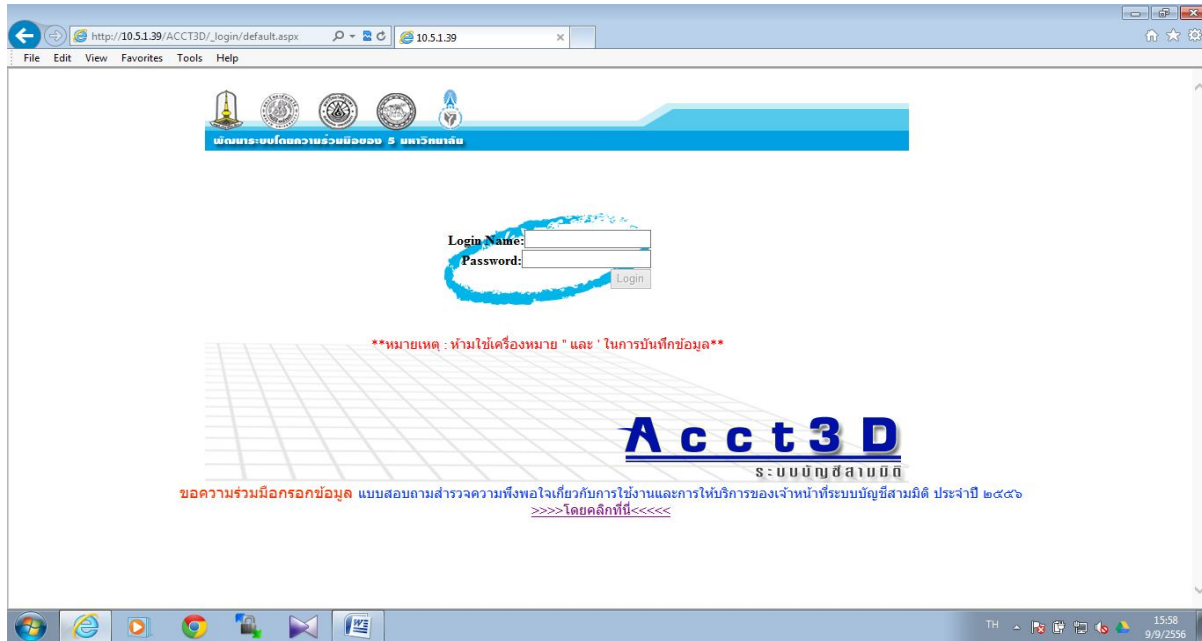 http://10.5.1.39/ACCT3D/_login/default.aspx
10.5.1.39
File Edit View Favorites Tools Help
พัฒนาระบบโดยความร่วมมือของ 5 มหาวิทยาลัย
Login Name:
Password:
Login
**หมายเหตุ : ห้ามใช้เครื่องหมาย " และ ' ในการบันทึกข้อมูล**
Acct3D
ระบบบัญชีสามมิติ
ขอความร่วมมือกรอกข้อมูล แบบสอบถามสำรวจความพึงพอใจเกี่ยวกับการใช้งานและการให้บริการของเจ้าหน้าที่ระบบบัญชีสามมิติ ประจำปี ๒๕๕๖
>>>>โดยคลิกที่นี่<<<<<
TH
15:58
9/9/2556